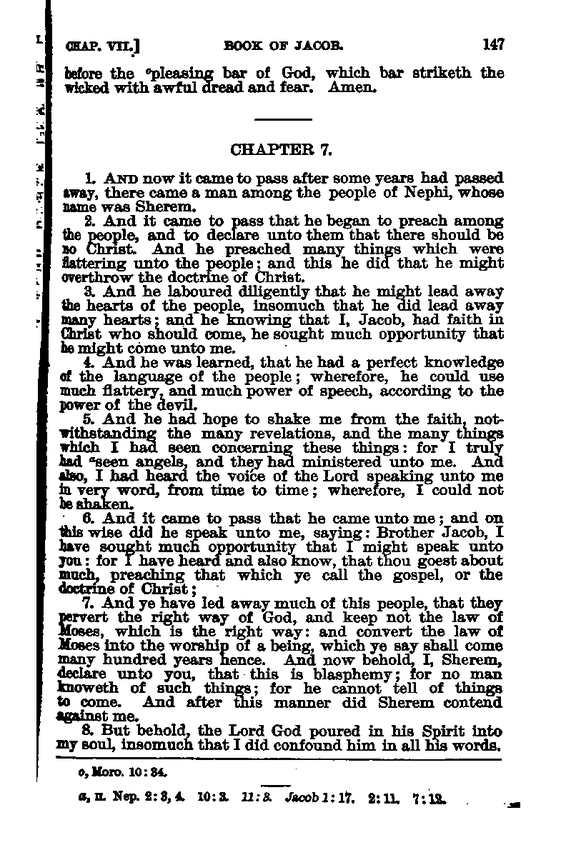 CHAP. VII.] BOOK OF JACOB. 147
before the °pleasing bar of God, which bar striketh the
wicked with awful dread and fear. Amen.
CHAPTER 7.
1. AND now it came to pass after some years had passed
away, there came a man among the people of Nephi, whose
name was Sherem.
2. And it came to pass that he began to preach among
the people, and to declare unto them that there should be
no Christ. And he preached many things which were
flattering unto the people; and this he did that he might
overthrow the doctrine of Christ.
3. And he laboured diligently that he might lead away
the hearts of the people, insomuch that he did lead away
many hearts; and he knowing that I, Jacob, had faith in
Christ who should come, he sought much opportunity that
he might come unto me.
4. And he was learned, that he had a perfect knowledge
of the language of the people; wherefore, he could use
much flattery, and much power of speech, according to the
power of the devil.
5. And he had hope to shake me from the faith, not-
withstanding the many revelations, and the many things
which I had seen concerning these things: for I truly
had ᵃseen angels, and they had ministered unto me. And
also, I had heard the voice of the Lord speaking unto me
in very word, from time to time; wherefore, I could not
be shaken.
6. And it came to pass that he came unto me; and on
this wise did he speak unto me, saying: Brother Jacob, I
have sought much opportunity that I might speak unto
you: for I have heard and also know, that thou goest about
much, preaching that which ye call the gospel, or the
doctrine of Christ;
7. And ye have led away much of this people, that they
pervert the right way of God, and keep not the law of
Moses, which is the right way: and convert the law of
Moses into the worship of a being, which ye say shall come
many hundred years hence. And now behold, I, Sherem,
declare unto you, that this is blasphemy; for no man
knoweth of such things; for he cannot tell of things
to come. And after this manner did Sherem contend
against me.
8. But behold, the Lord God poured in his Spirit into
my soul, insomuch that I did confound him in all his words.
o, Moro. 10: 34.
a, II. Nep. 2: 3, 4. 10: 3. 11: 3. Jacob 1: 17. 2: 11. 7: 12.